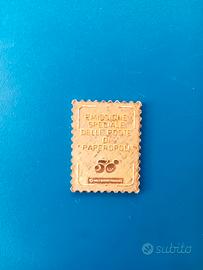 EMISSIONE
SPECIALE
DELLE POSTE
DI
PAPEROPOLI
50
subito